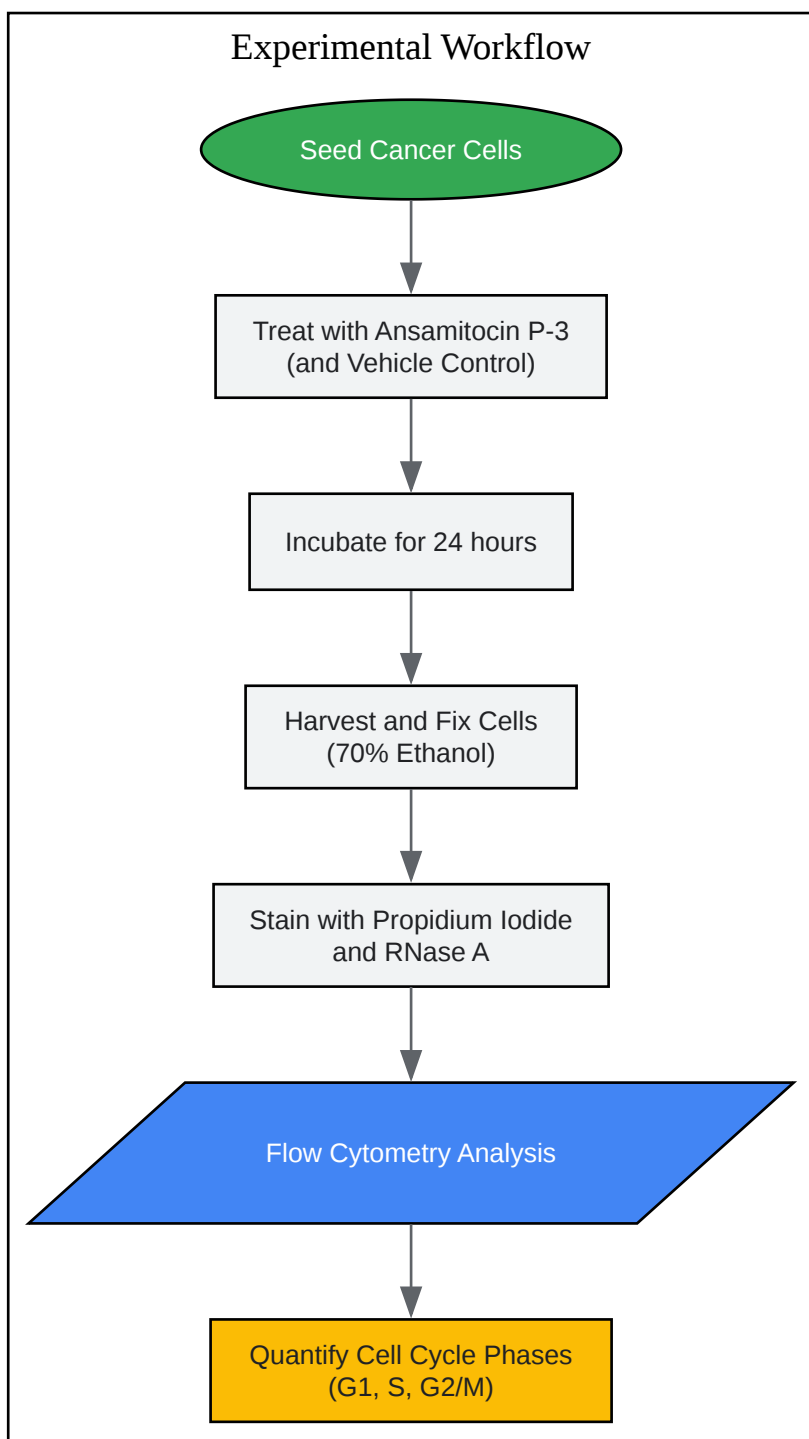 Experimental Workflow
Seed Cancer Cells
Treat with Ansamitocin P-3
(and Vehicle Control)
Incubate for 24 hours
Harvest and Fix Cells
(70% Ethanol)
Stain with Propidium Iodide
and RNase A
Flow Cytometry Analysis
Quantify Cell Cycle Phases
(G1, S, G2/M)